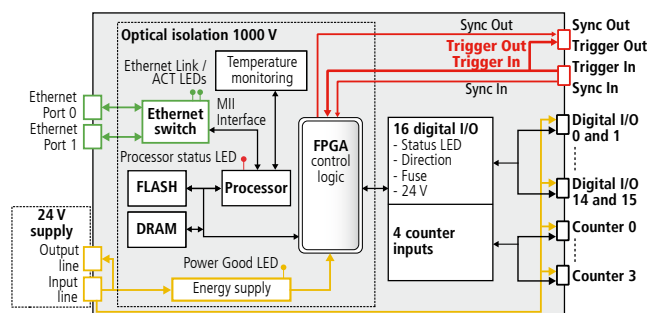 Optical isolation 1000 V
Sync Out
Sync Out
Trigger Out
Trigger Out
Trigger In
Trigger In
Sync In
Sync In
Ethernet Link /
ACT LEDs
Temperature
monitoring
Ethernet
Port 0
Ethernet
Port 1
Ethernet
switch
MII
Interface
FPGA
control
logic
16 digital I/O
- Status LED
- Direction
- Fuse
- 24 V
Digital I/O
0 and 1
Digital I/O
14 and 15
Processor status LED
FLASH
Processor
DRAM
4 counter
inputs
Counter 0
Counter 3
24 V
supply
Output
line
Input
line
Power Good LED
Energy supply